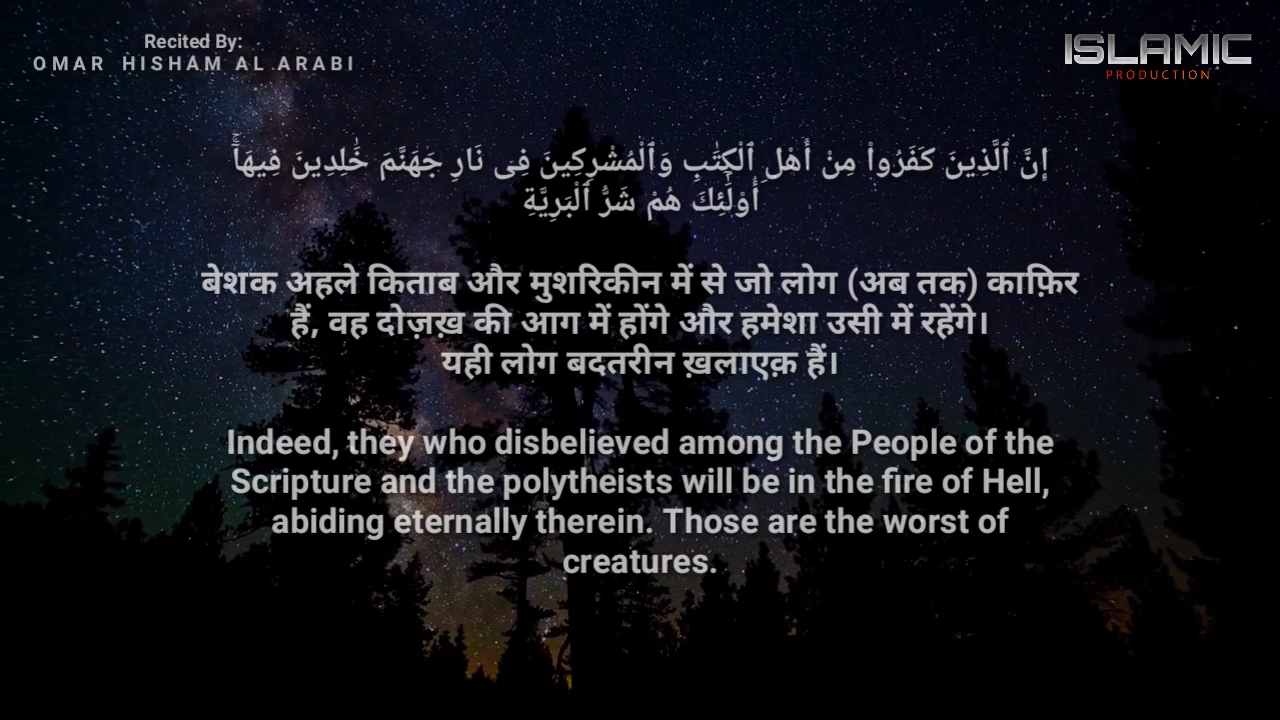 Recited By:
OMAR HISHAM AL ARABI
ISLAMIC
PRODUCTION
إِنَّ ٱلَّذِينَ كَفَرُوا۟ مِنْ أَهْلِ ٱلْكِتَٰبِ وَٱلْمُشْرِكِينَ فِى نَارِ جَهَنَّمَ خَٰلِدِينَ فِيهَآ ۚ
أُو۟لَٰٓئِكَ هُمْ شَرُّ ٱلْبَرِيَّةِ
बेशक अहले किताब और मुशरिकीन में से जो लोग (अब तक) काफ़िर
हैं, वह दोज़ख़ की आग में होंगे और हमेशा उसी में रहेंगे।
यही लोग बदतरीन ख़लाएक़ हैं।
Indeed, they who disbelieved among the People of the
Scripture and the polytheists will be in the fire of Hell,
abiding eternally therein. Those are the worst of
creatures.